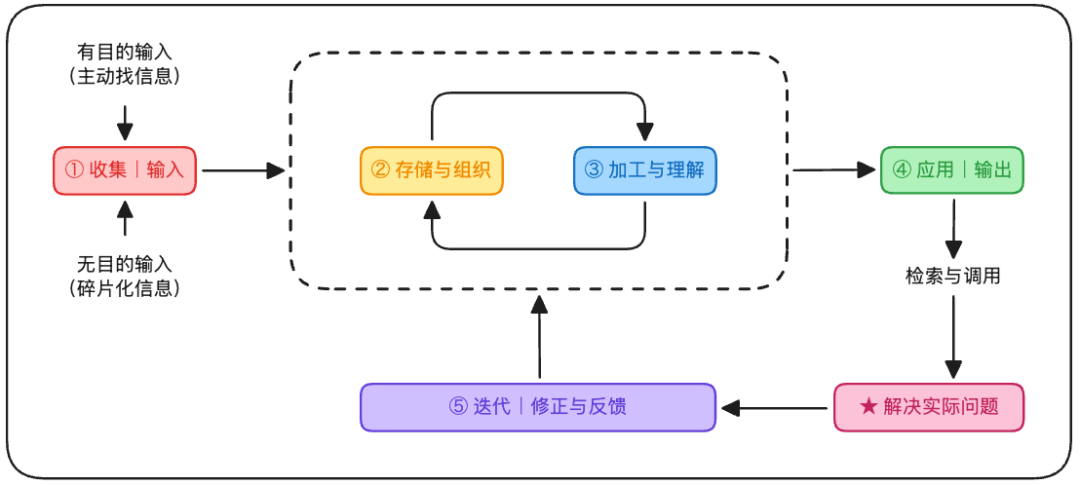 有目的输入
（主动找信息）
① 收集｜输入
② 存储与组织
③ 加工与理解
④ 应用｜输出
无目的输入
（碎片化信息）
检索与调用
⑤ 迭代｜修正与反馈
★ 解决实际问题